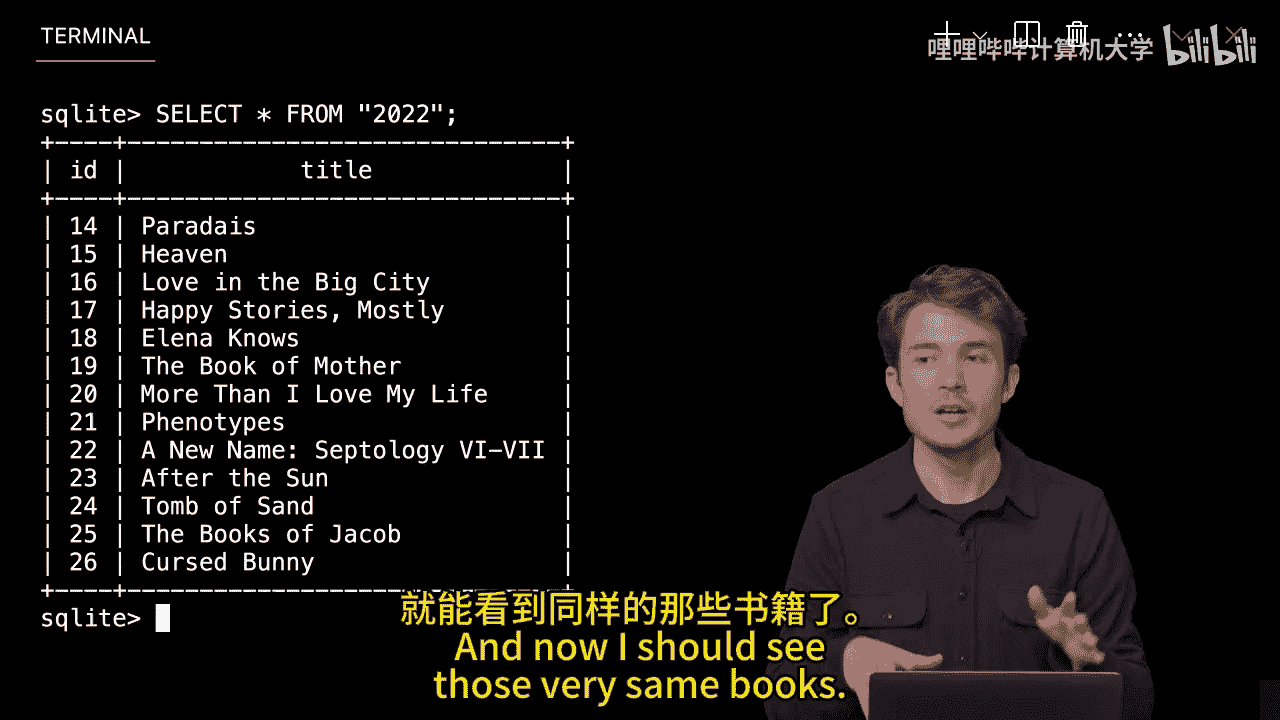 TERMINAL
哩哩哔哔计算机大学 bilibili
sqlite> SELECT * FROM "2022";
+----+------------------------------+
| id | title |
+----+------------------------------+
| 14 | Paradais |
| 15 | Heaven |
| 16 | Love in the Big City |
| 17 | Happy Stories, Mostly |
| 18 | Elena Knows |
| 19 | The Book of Mother |
| 20 | More Than I Love My Life |
| 21 | Phenotypes |
| 22 | A New Name: Septology VI-VII |
| 23 | After the Sun |
| 24 | Tomb of Sand |
| 25 | The Books of Jacob |
| 26 | Cursed Bunny |
+----+------------------------------+
sqlite>
就能看到同样的那些书籍了。
And now I should see
those very same books.